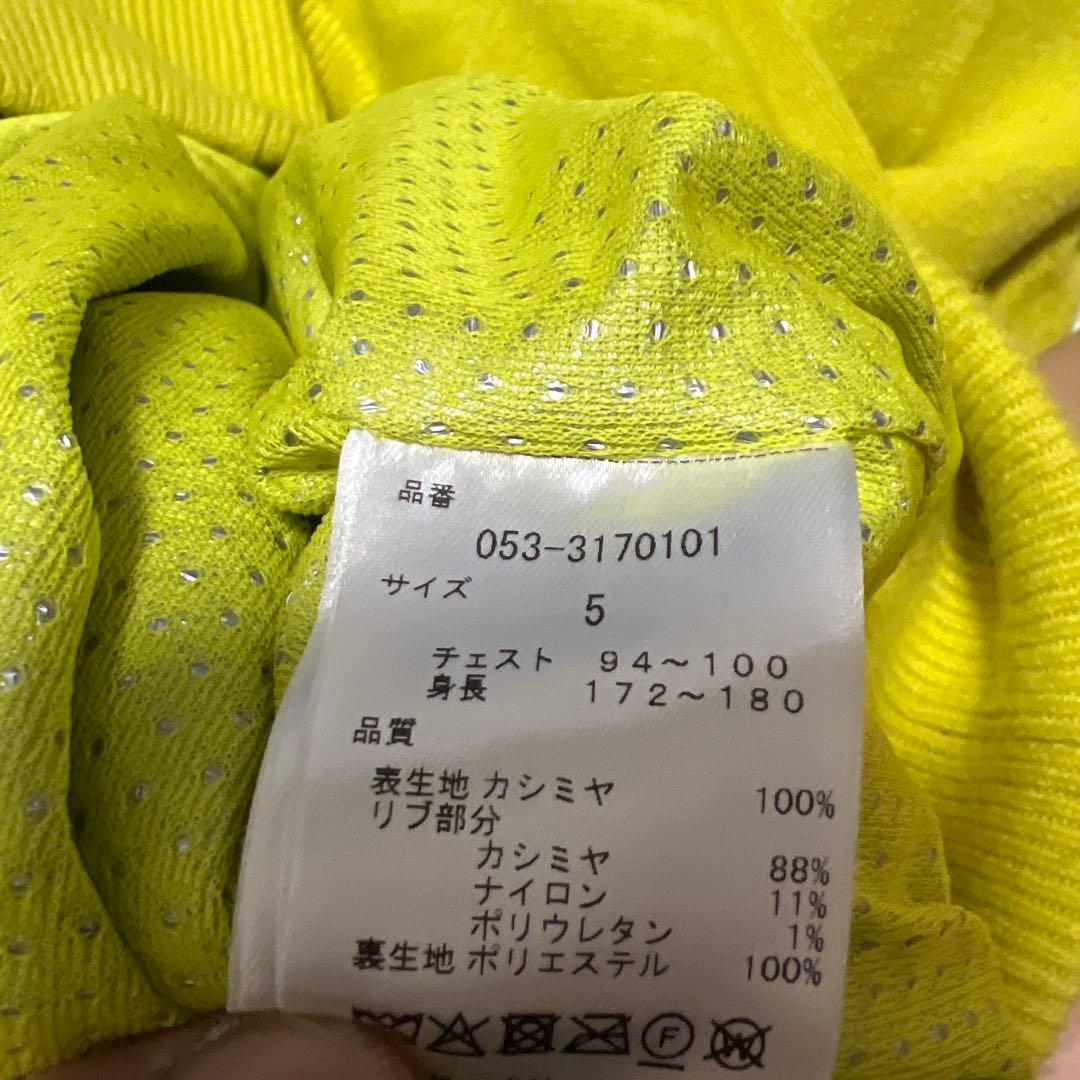 品番
053-3170101
サイズ
5
チェスト 94～100
身長 172～180
品質
表生地 カシミヤ 100%
リブ部分
カシミヤ 88%
ナイロン 11%
ポリウレタン 1%
裏生地 ポリエステル 100%
F W